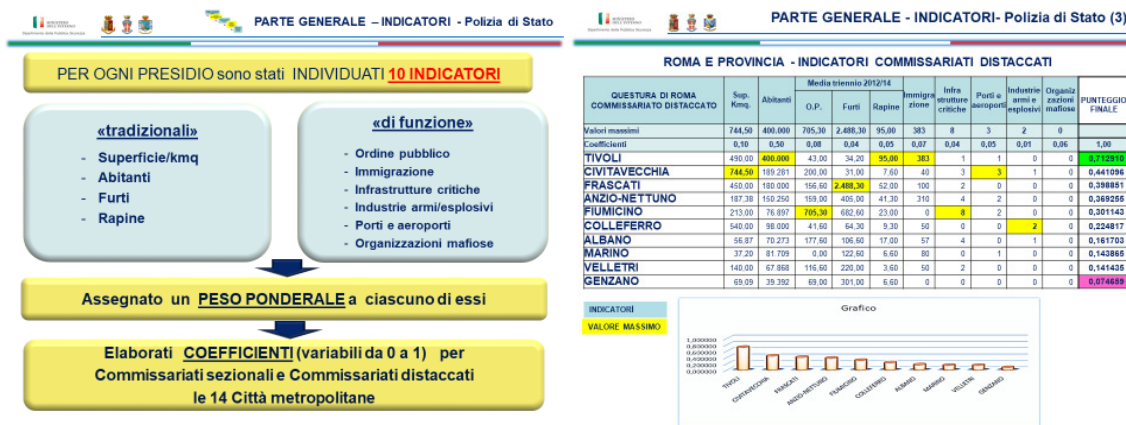 PARTE GENERALE – INDICATORI - Polizia di Stato
PER OGNI PRESIDIO sono stati INDIVIDUATI 10 INDICATORI
«tradizionali»
- Superficie/kmq
- Abitanti
- Furti
- Rapine
«di funzione»
- Ordine pubblico
- Immigrazione
- Infrastrutture critiche
- Industrie armi/esplosivi
- Porti e aeroporti
- Organizzazioni mafiose
Assegnato un PESO PONDERALE a ciascuno di essi
Elaborati COEFFICIENTI (variabili da 0 a 1) per
Commissariati sezionali e Commissariati distaccati
le 14 Città metropolitane
PARTE GENERALE - INDICATORI- Polizia di Stato (3)
ROMA E PROVINCIA - INDICATORI COMMISSARIATI DISTACCATI
QUESTURA DI ROMA COMMISSARIATO DISTACCATO Sup. Kmq. Abitanti Media triennio 2012/14 O.P. Furti Rapine Immigra zione Infra strutture critiche Porti e aeroporti Industrie armi e esplosivi Organiz zazioni mafiose PUNTEGGIO FINALE
Valori massimi 744,50 400.000 705,30 2.488,30 95,00 383 8 3 2 0
Coefficienti 0,10 0,50 0,08 0,04 0,05 0,07 0,04 0,05 0,01 0,06 1,00
TIVOLI 490,00 400.000 43,00 34,20 95,00 383 1 1 0 0 0,712910
CIVITAVECCHIA 744,50 189.281 200,00 31,00 7,60 40 3 3 1 0 0,441096
FRASCATI 450,00 180.000 156,60 2.488,30 52,00 100 2 0 0 0 0,398851
ANZIO-NETTUNO 187,38 150.250 159,00 405,00 41,30 310 4 2 0 0 0,369255
FIUMICINO 213,00 76.897 705,30 682,60 23,00 0 8 2 0 0 0,301143
COLLEFERRO 540,00 98.000 41,60 64,30 9,30 50 0 0 2 0 0,224817
ALBANO 56,87 70.273 177,60 106,60 17,00 57 4 0 1 0 0,161703
MARINO 37,20 81.709 0,00 122,60 6,60 80 0 1 0 0 0,143865
VELLETRI 140,00 67.868 116,60 220,00 3,60 50 2 0 0 0 0,141435
GENZANO 69,09 39.392 69,00 301,00 6,60 0 0 0 0 0 0,074659
INDICATORI
VALORE MASSIMO
Grafico
1,000000
0,800000
0,600000
0,400000
0,200000
0,000000
TIVOLI CIVITAVECCHIA FRASCATI ANZIO-NETTUNO FIUMICINO COLLEFERRO ALBANO MARINO VELLETRI GENZANO